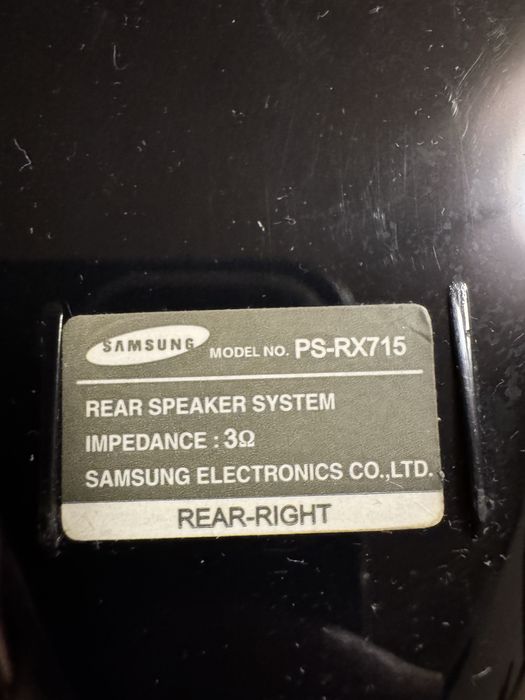 SAMSUNG MODEL NO. PS-RX715
REAR SPEAKER SYSTEM
IMPEDANCE : 3Ω
SAMSUNG ELECTRONICS CO.,LTD.
REAR-RIGHT